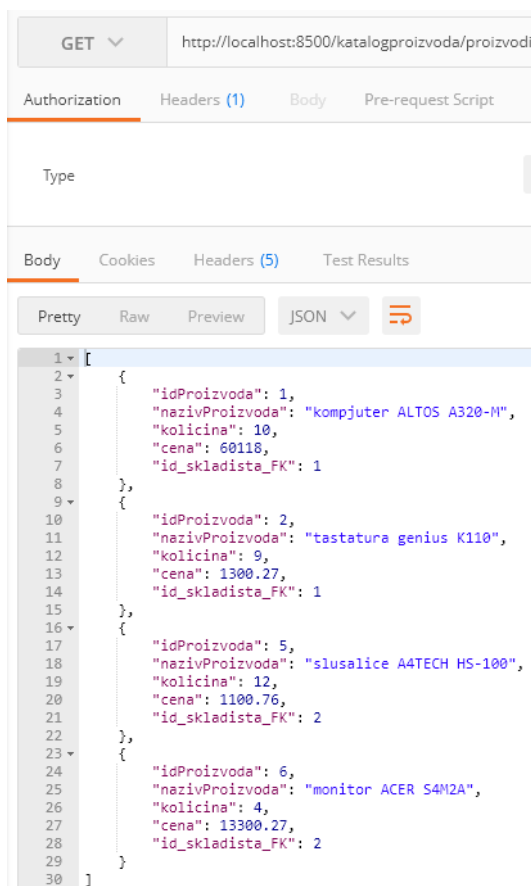 GET http://localhost:8500/katalogproizvoda/proizvodi
Authorization Headers (1) Body Pre-request Script
Type
Body Cookies Headers (5) Test Results
Pretty Raw Preview JSON
1 [
2 {
3 "idProizvoda": 1,
4 "nazivProizvoda": "kompjuter ALTOS A320-M",
5 "kolicina": 10,
6 "cena": 60118,
7 "id_skladista_FK": 1
8 },
9 {
10 "idProizvoda": 2,
11 "nazivProizvoda": "tastatura genius K110",
12 "kolicina": 9,
13 "cena": 1300.27,
14 "id_skladista_FK": 1
15 },
16 {
17 "idProizvoda": 5,
18 "nazivProizvoda": "slusalice A4TECH HS-100",
19 "kolicina": 12,
20 "cena": 1100.76,
21 "id_skladista_FK": 2
22 },
23 {
24 "idProizvoda": 6,
25 "nazivProizvoda": "monitor ACER S4M2A",
26 "kolicina": 4,
27 "cena": 13300.27,
28 "id_skladista_FK": 2
29 }
30 ]